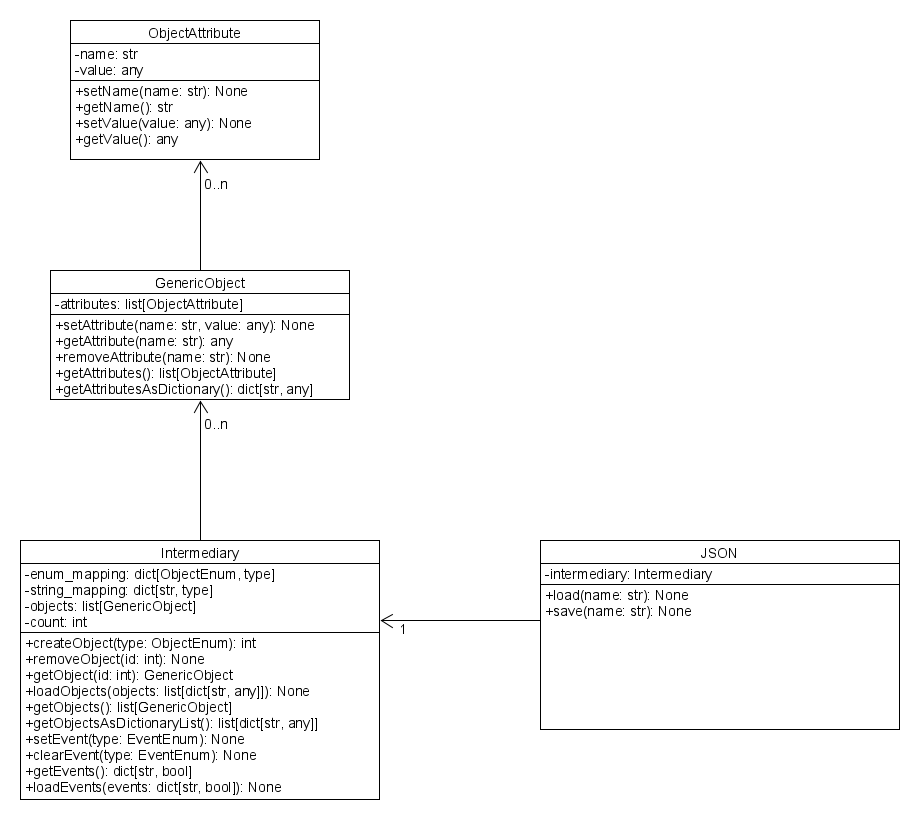 ObjectAttribute
-name: str
-value: any
+setName(name: str): None
+getName(): str
+setValue(value: any): None
+getValue(): any
0..n
GenericObject
-attributes: list[ObjectAttribute]
+setAttribute(name: str, value: any): None
+getAttribute(name: str): any
+removeAttribute(name: str): None
+getAttributes(): list[ObjectAttribute]
+getAttributesAsDictionary(): dict[str, any]
0..n
Intermediary
-enum_mapping: dict[ObjectEnum, type]
-string_mapping: dict[str, type]
-objects: list[GenericObject]
-count: int
+createObject(type: ObjectEnum): int
+removeObject(id: int): None
+getObject(id: int): GenericObject
+loadObjects(objects: list[dict[str, any]]): None
+getObjects(): list[GenericObject]
+getObjectsAsDictionaryList(): list[dict[str, any]]
+setEvent(type: EventEnum): None
+clearEvent(type: EventEnum): None
+getEvents(): dict[str, bool]
+loadEvents(events: dict[str, bool]): None
1
JSON
-intermediary: Intermediary
+load(name: str): None
+save(name: str): None